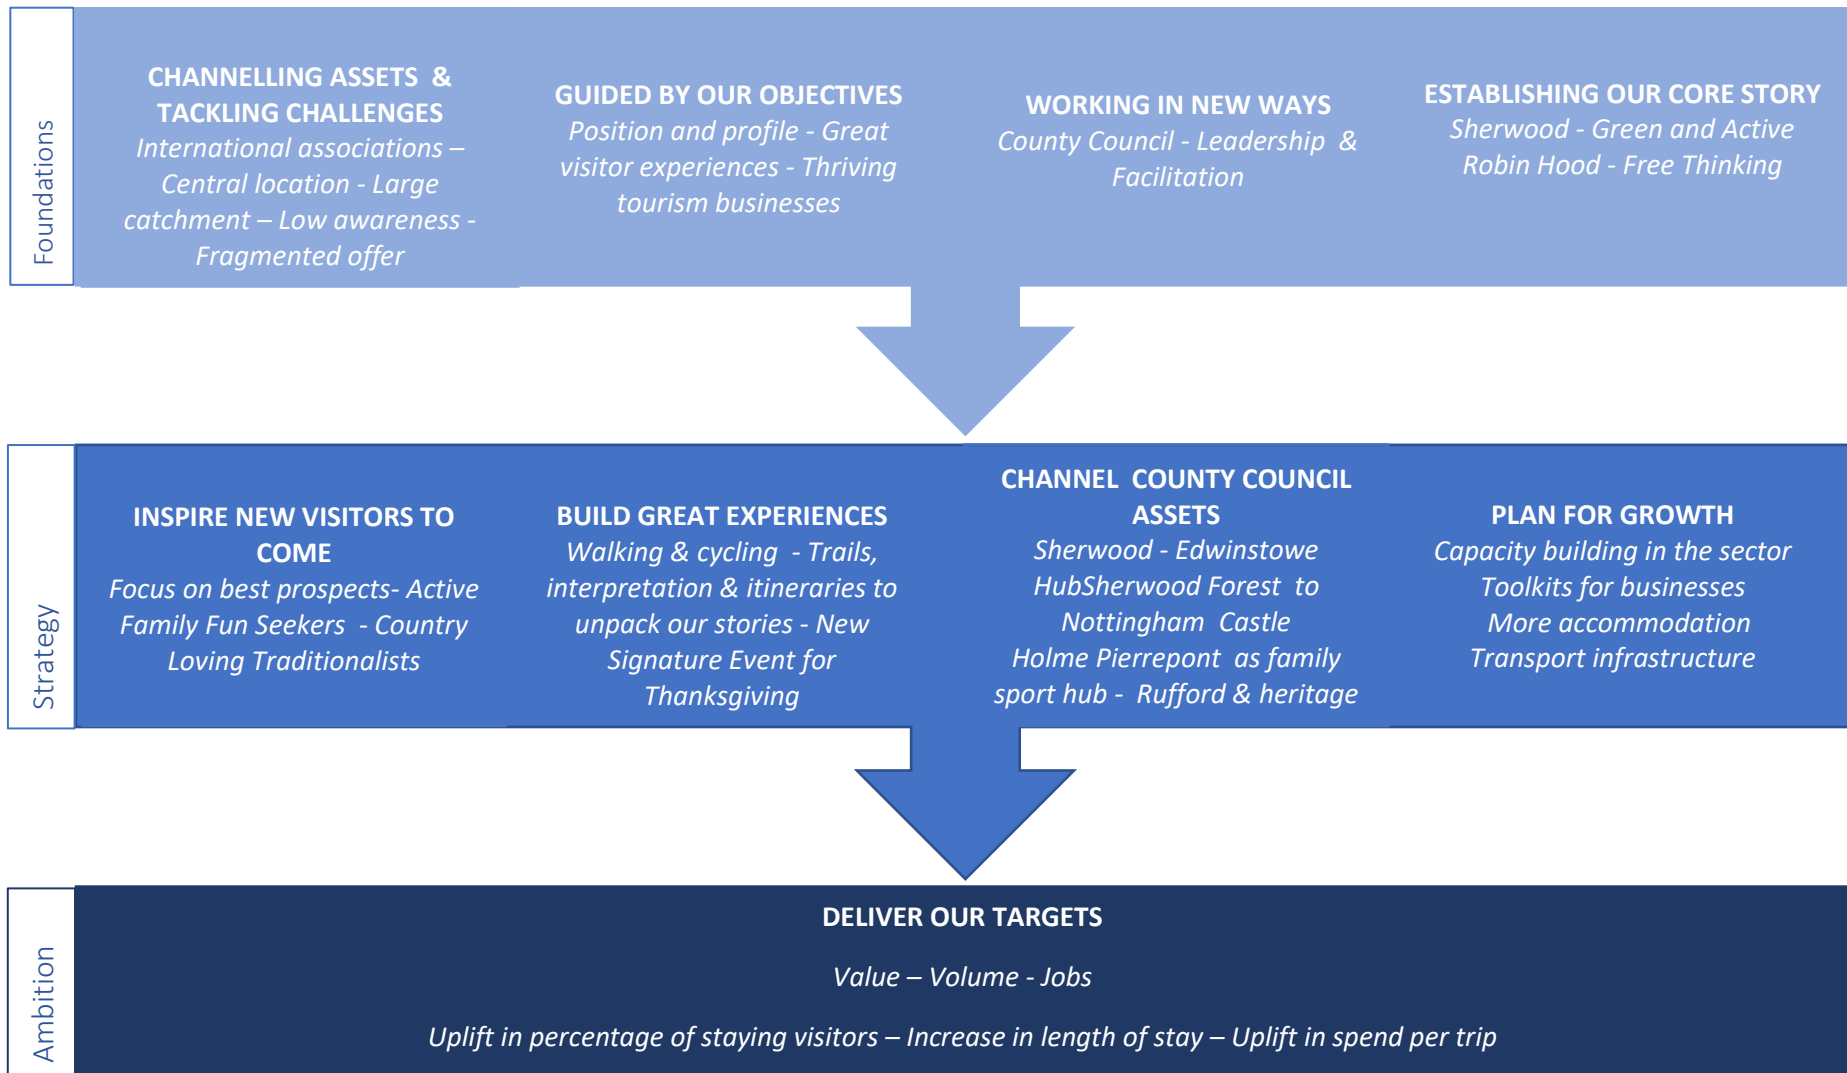 Foundations
CHANNELLING ASSETS &
TACKLING CHALLENGES
International associations –
Central location - Large
catchment – Low awareness -
Fragmented offer
GUIDED BY OUR OBJECTIVES
Position and profile - Great
visitor experiences - Thriving
tourism businesses
WORKING IN NEW WAYS
County Council - Leadership &
Facilitation
ESTABLISHING OUR CORE STORY
Sherwood - Green and Active
Robin Hood - Free Thinking
Strategy
INSPIRE NEW VISITORS TO
COME
Focus on best prospects- Active
Family Fun Seekers - Country
Loving Traditionalists
BUILD GREAT EXPERIENCES
Walking & cycling - Trails,
interpretation & itineraries to
unpack our stories - New
Signature Event for
Thanksgiving
CHANNEL COUNTY COUNCIL
ASSETS
Sherwood - Edwinstowe
HubSherwood Forest to
Nottingham Castle
Holme Pierrepont as family
sport hub - Rufford & heritage
PLAN FOR GROWTH
Capacity building in the sector
Toolkits for businesses
More accommodation
Transport infrastructure
Ambition
DELIVER OUR TARGETS
Value – Volume - Jobs
Uplift in percentage of staying visitors – Increase in length of stay – Uplift in spend per trip